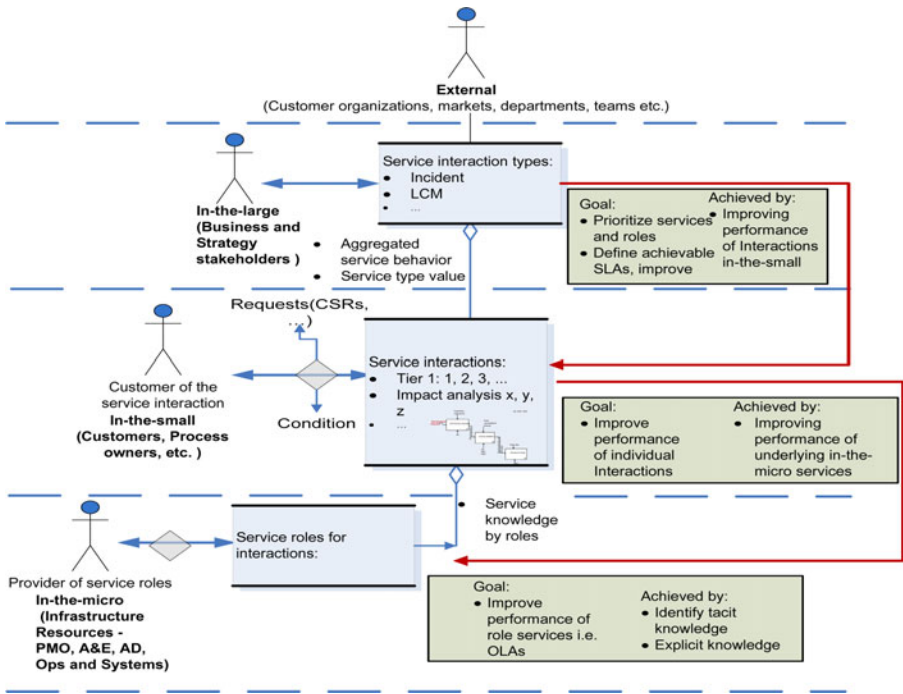 External
(Customer organizations, markets, departments, teams etc.)
Service interaction types:
• Incident
• LCM
• ...
In-the-large
(Business and
Strategy
stakeholders )
• Aggregated
service behavior
• Service type value
Goal:
• Prioritize services
and roles
• Define achievable
SLAs, improve
Achieved by:
• Improving
performance
of Interactions
in-the-small
Requests(CSRs,
...)
Customer of the
service interaction
In-the-small
(Customers, Process
owners, etc. )
Condition
Service interactions:
• Tier 1: 1, 2, 3, ...
• Impact analysis x, y,
z
• ...
Goal:
• Improve
performance
of individual
Interactions
Achieved by:
• Improving
performance of
underlying in-the-
micro services
• Service
knowledge
by roles
Service roles for
interactions:
Provider of service roles
In-the-micro
(Infrastructure
Resources -
PMO, A&E, AD,
Ops and Systems)
Goal:
• Improve
performance of
role services i.e.
OLAs
Achieved by:
• Identify tacit
knowledge
• Explicit knowledge